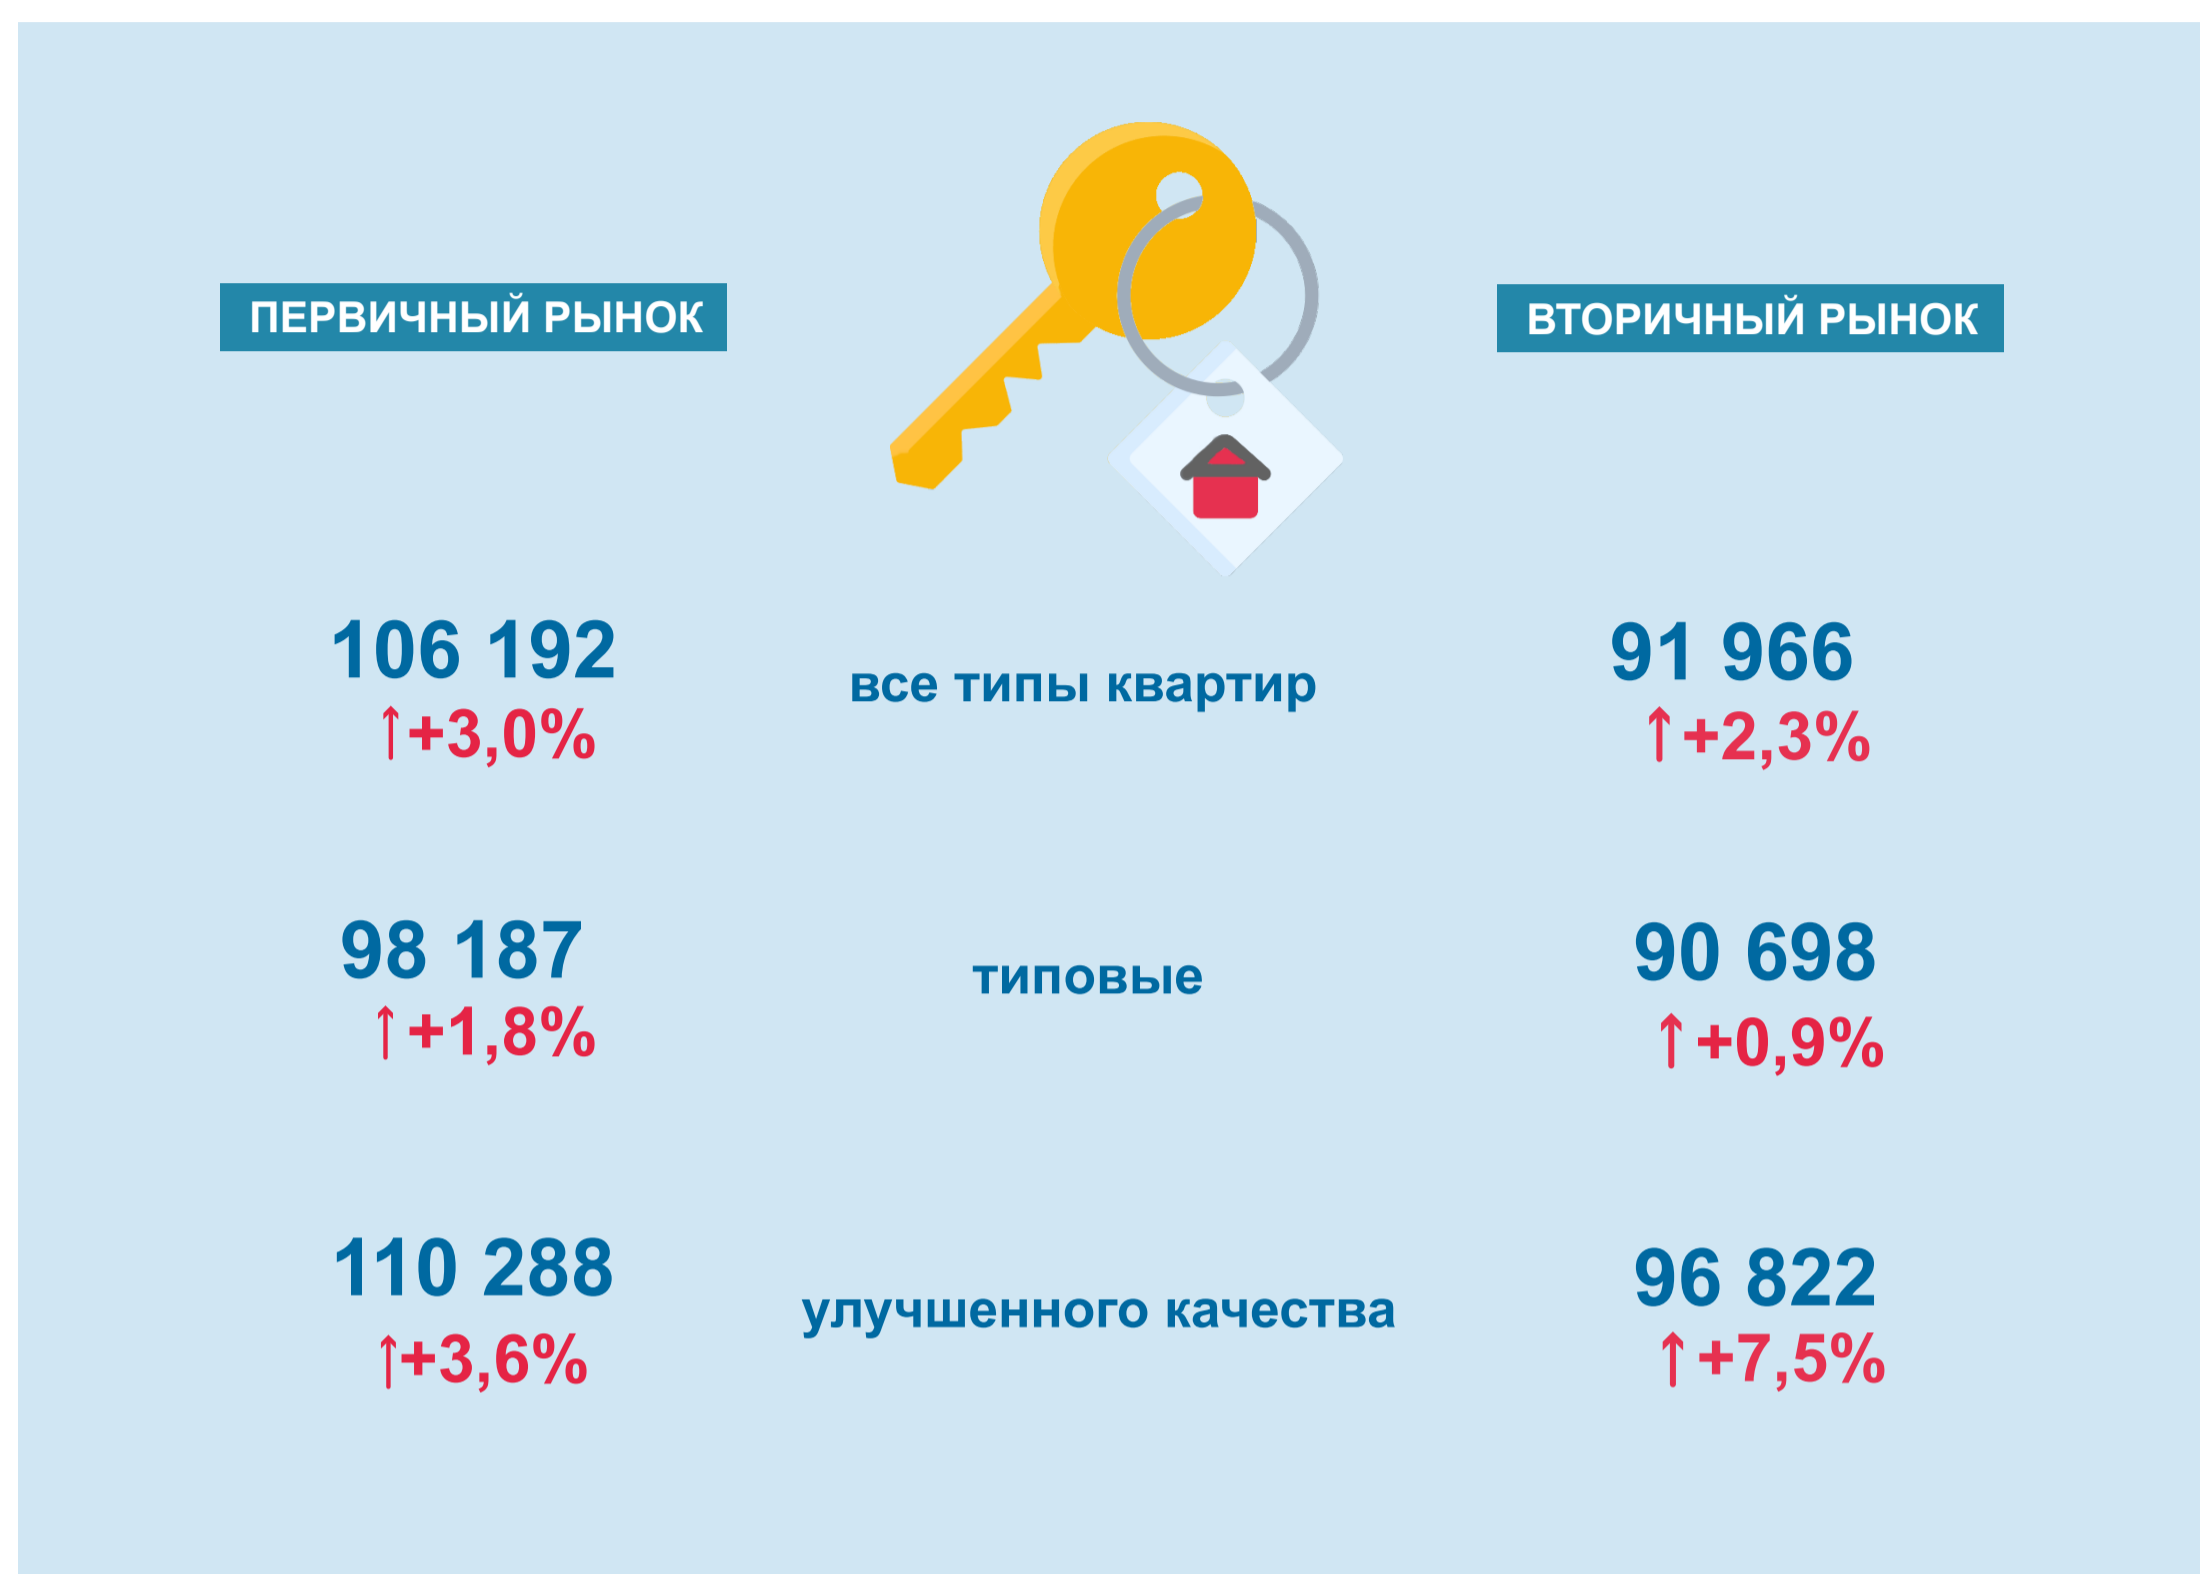 ПЕРВИЧНЫЙ РЫНОК
ВТОРИЧНЫЙ РЫНОК
106 192
все типы квартир
91 966
↑+3,0%
↑+2,3%
98 187
типовые
90 698
↑+1,8%
↑+0,9%
110 288
улучшенного качества
96 822
↑+3,6%
↑+7,5%